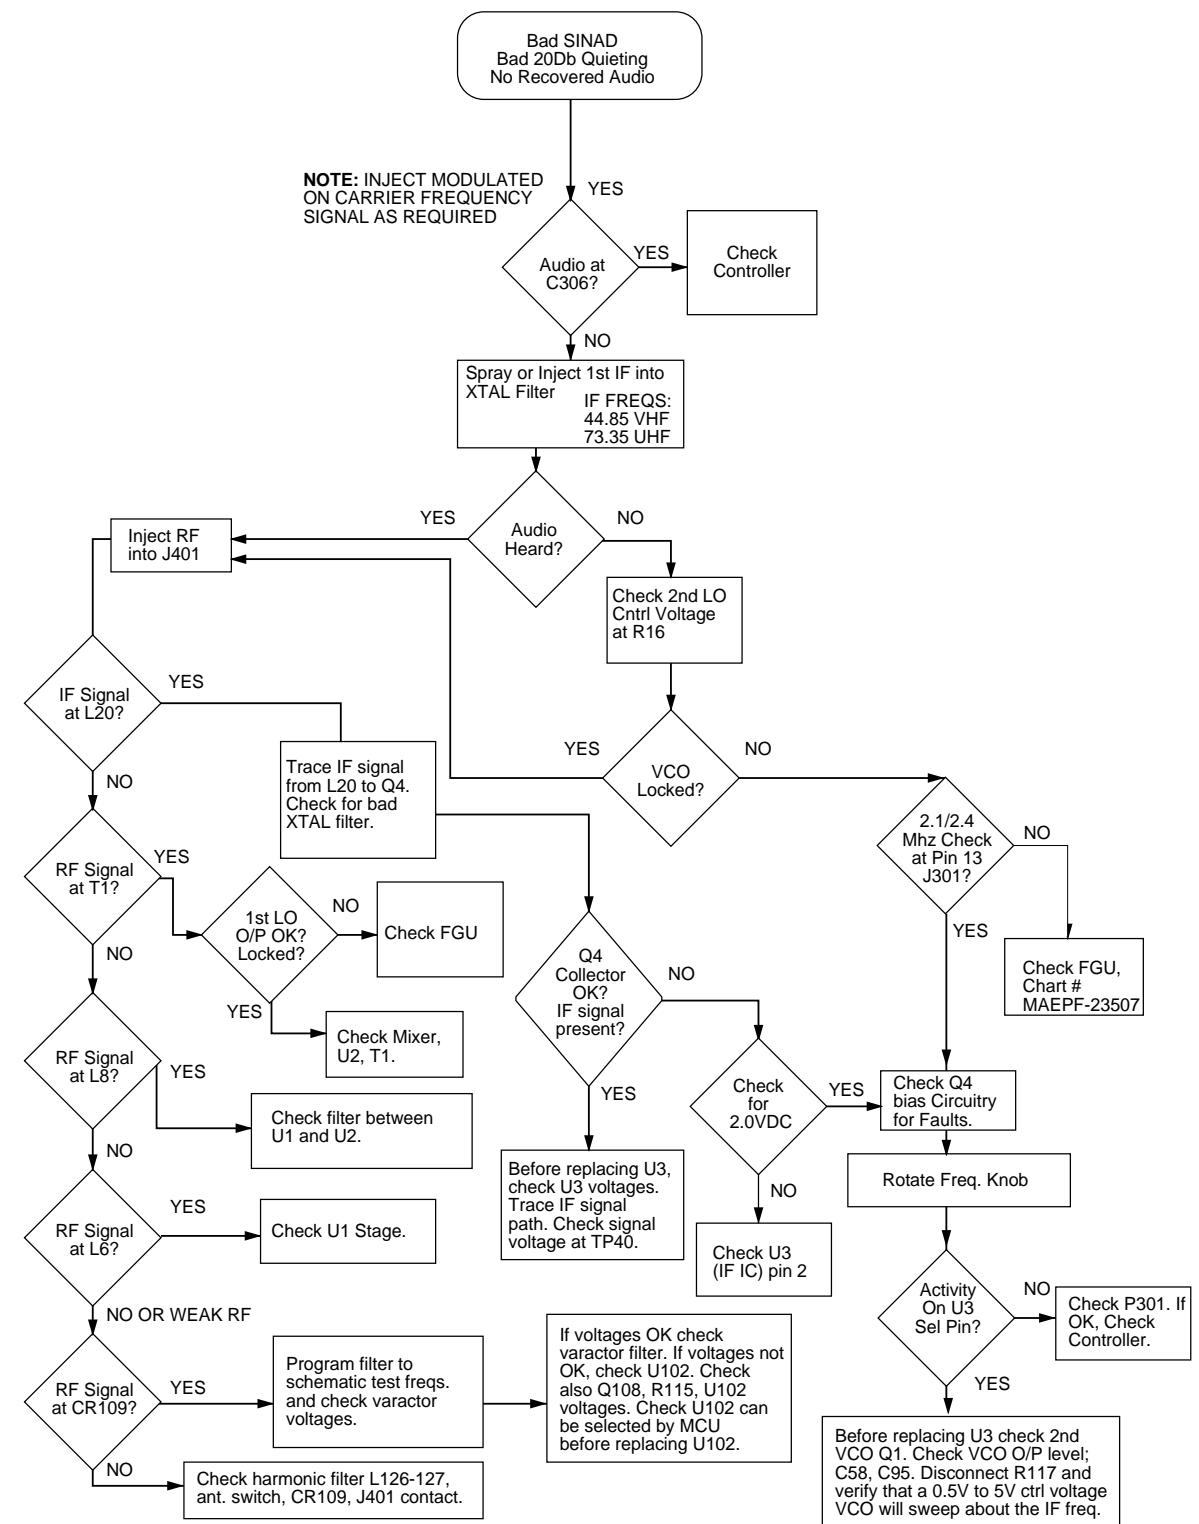 Bad SINAD
Bad 20Db Quieting
No Recovered Audio
NOTE: INJECT MODULATED
ON CARRIER FREQUENCY
SIGNAL AS REQUIRED
YES
Audio at
C306?
YES
Check
Controller
NO
Spray or Inject 1st IF into
XTAL Filter
IF FREQS:
44.85 VHF
73.35 UHF
Audio
Heard?
YES
NO
Inject RF
into J401
Check 2nd LO
Cntrl Voltage
at R16
IF Signal
at L20?
YES
NO
Trace IF signal
from L20 to Q4.
Check for bad
XTAL filter.
VCO
Locked?
YES
NO
2.1/2.4
Mhz Check
at Pin 13
J301?
NO
YES
Check FGU,
Chart #
MAEPF-23507
RF Signal
at T1?
YES
NO
1st LO
O/P OK?
Locked?
NO
Check FGU
YES
Check Mixer,
U2, T1.
Q4
Collector
OK?
IF signal
present?
NO
YES
Check
for
2.0VDC
YES
NO
Check Q4
bias Circuitry
for Faults.
RF Signal
at L8?
YES
NO
Check filter between
U1 and U2.
Before replacing U3,
check U3 voltages.
Trace IF signal
path. Check signal
voltage at TP40.
Check U3
(IF IC) pin 2
Rotate Freq. Knob
RF Signal
at L6?
YES
Check U1 Stage.
NO OR WEAK RF
Activity
On U3
Sel Pin?
NO
Check P301. If
OK, Check
Controller.
YES
RF Signal
at CR109?
YES
Program filter to
schematic test freqs.
and check varactor
voltages.
If voltages OK check
varactor filter. If voltages not
OK, check U102. Check
also Q108, R115, U102
voltages. Check U102 can
be selected by MCU
before replacing U102.
NO
Check harmonic filter L126-127,
ant. switch, CR109, J401 contact.
Before replacing U3 check 2nd
VCO Q1. Check VCO O/P level;
C58, C95. Disconnect R117 and
verify that a 0.5V to 5V ctrl voltage
VCO will sweep about the IF freq.